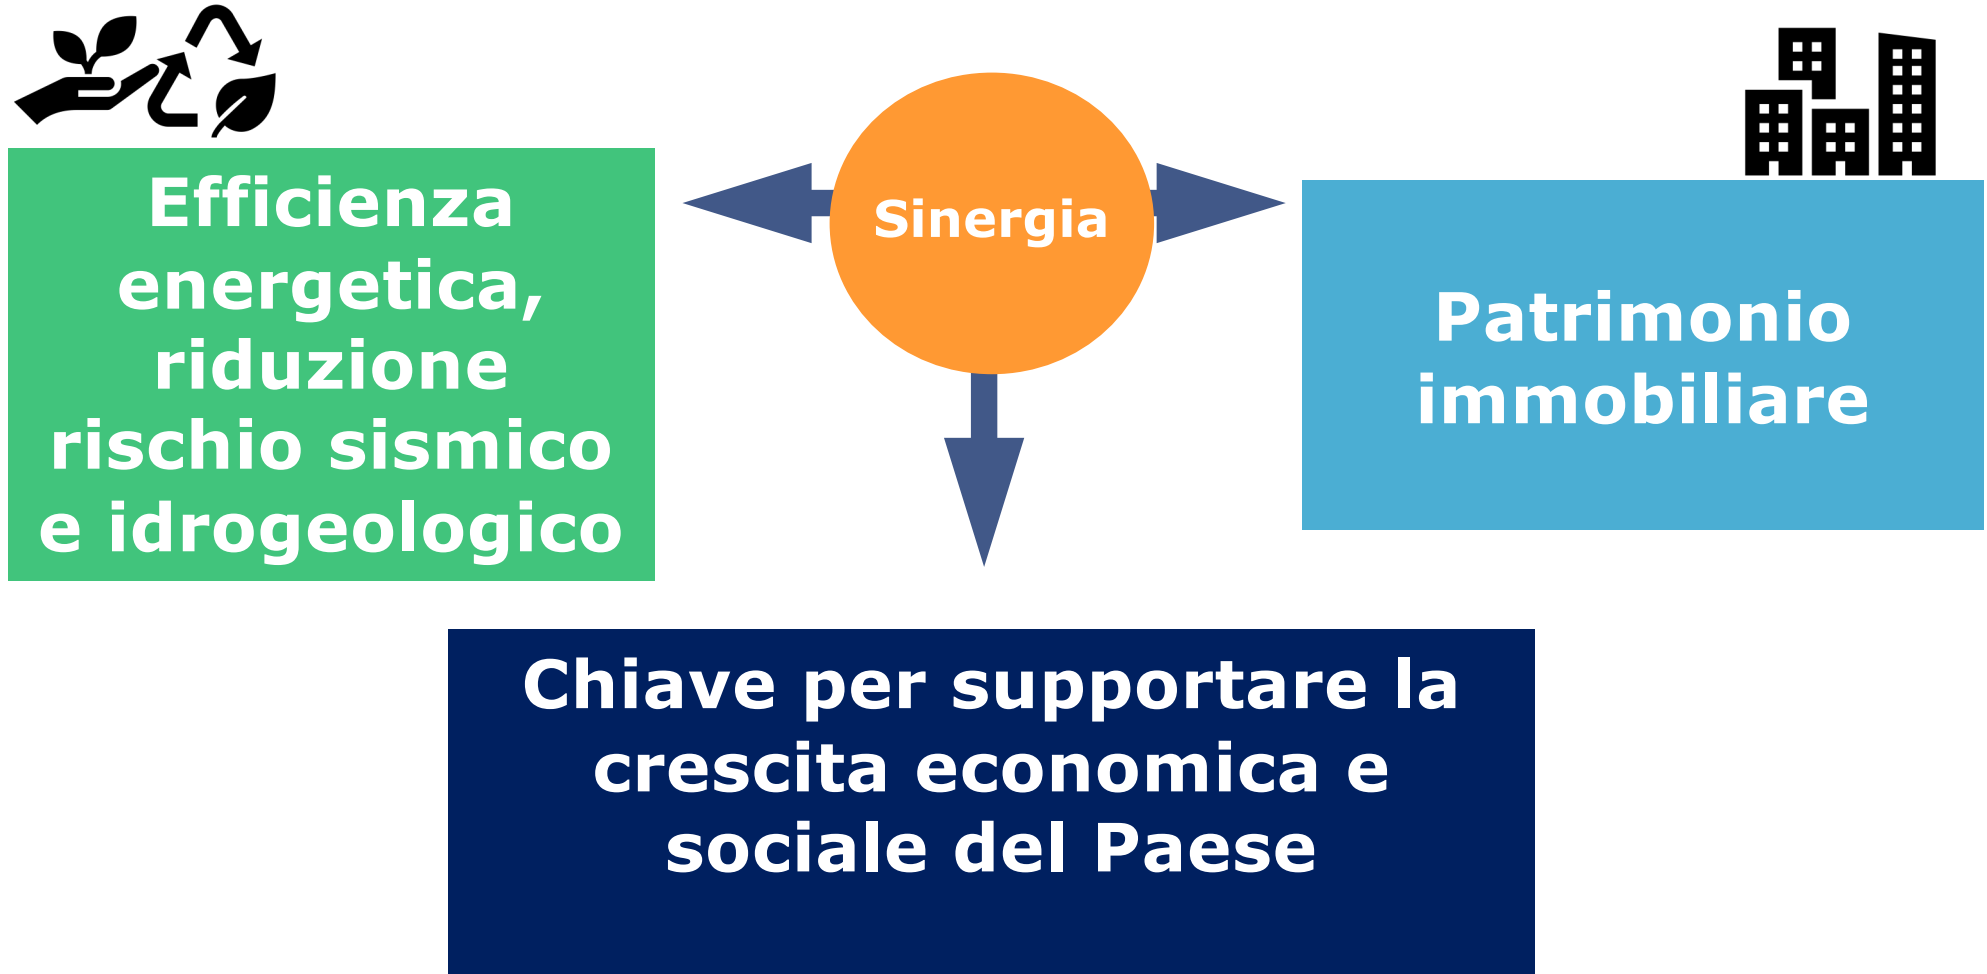 Efficienza
energetica,
riduzione
rischio sismico
e idrogeologico
Sinergia
Patrimonio
immobiliare
Chiave per supportare la
crescita economica e
sociale del Paese